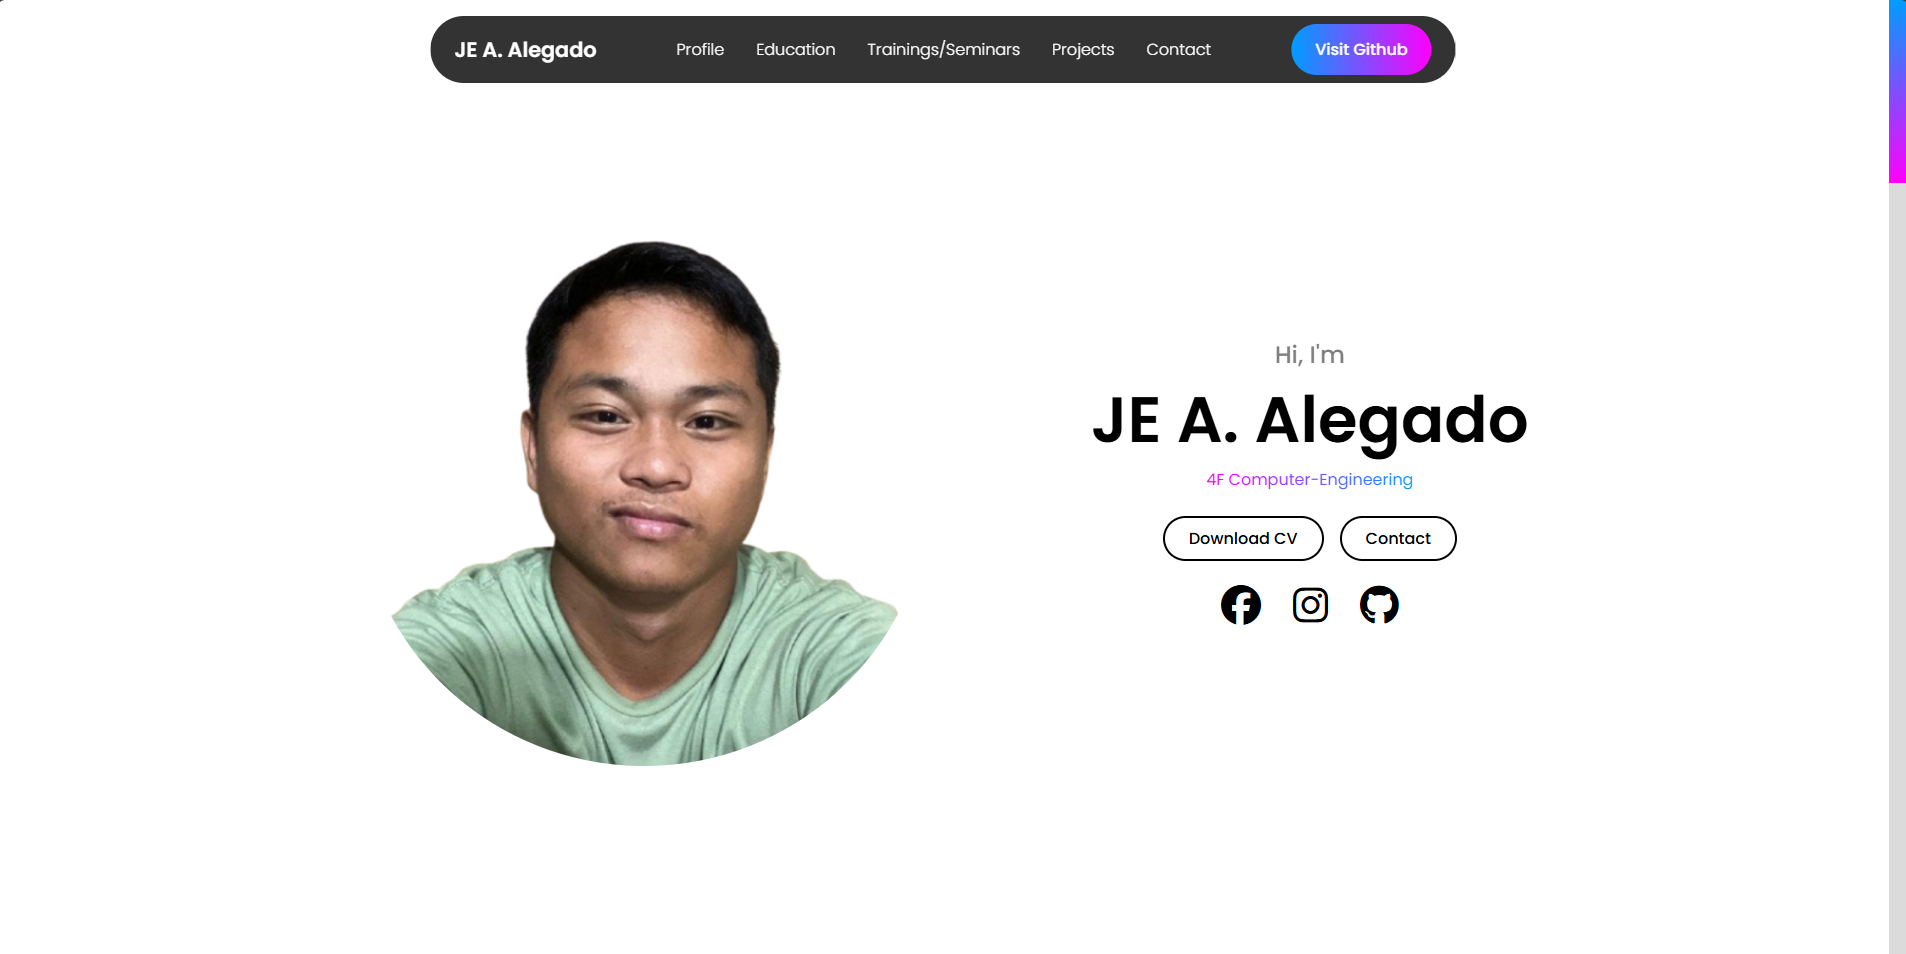 JE A. Alegado
Profile Education Trainings/Seminars Projects Contact
Visit Github
Hi, I'm
JE A. Alegado
4F Computer-Engineering
Download CV Contact